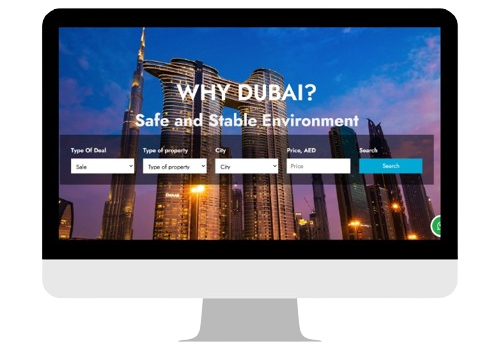 WHY DUBAI?
Safe and Stable Environment
Type Of Deal Type of property City Price, AED Search
Sale Type of property City Price Search